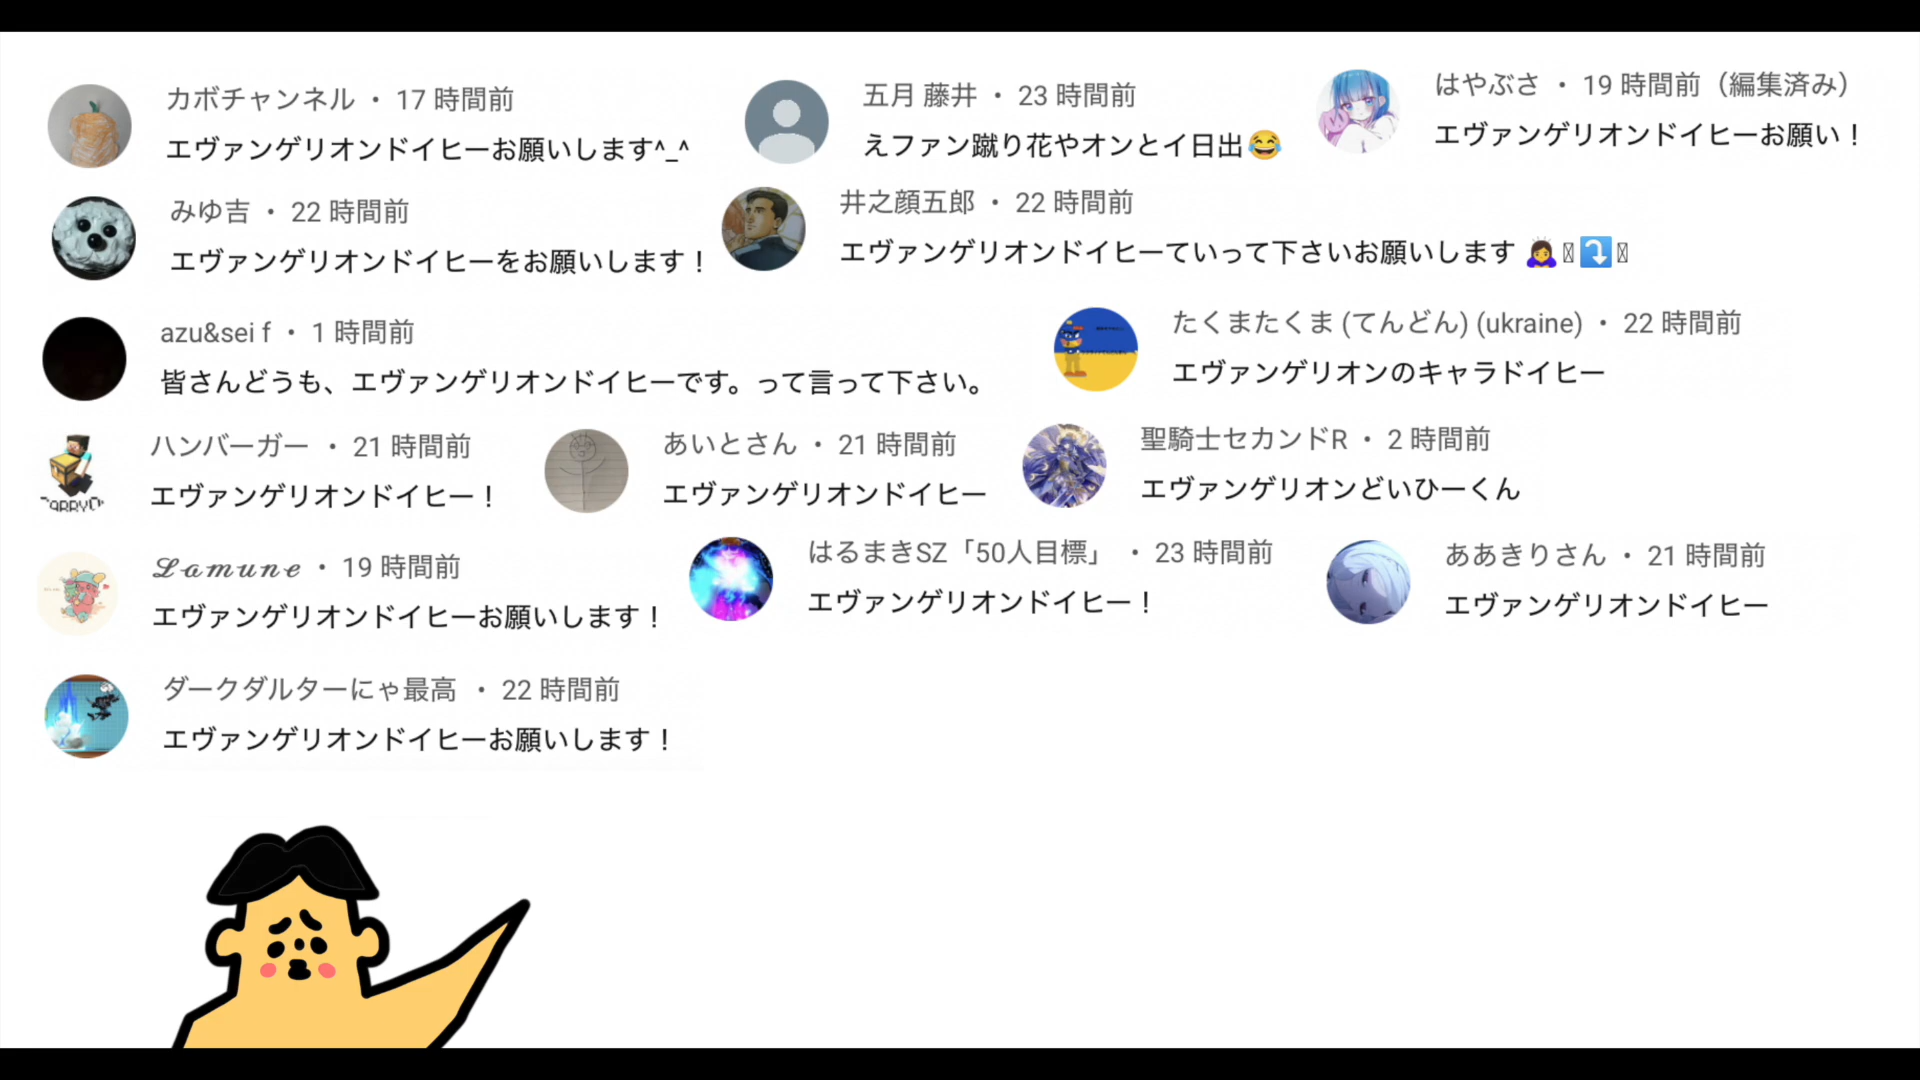 カボチャンネル ・ 17 時間前
エヴァンゲリオンドイヒーお願いします^_^
五月 藤井 ・ 23 時間前
えファン蹴り花やオンとイ日出😂
はやぶさ ・ 19 時間前（編集済み）
エヴァンゲリオンドイヒーお願い！
みゆ吉 ・ 22 時間前
エヴァンゲリオンドイヒーをお願いします！
井之顔五郎 ・ 22 時間前
エヴァンゲリオンドイヒーていって下さいお願いします 🙇‍♀️⤵️
azu&sei f ・ 1 時間前
皆さんどうも、エヴァンゲリオンドイヒーです。って言って下さい。
たくまたくま (てんどん) (ukraine) ・ 22 時間前
エヴァンゲリオンのキャラドイヒー
ハンバーガー ・ 21 時間前
エヴァンゲリオンドイヒー！
あいとさん ・ 21 時間前
エヴァンゲリオンドイヒー
聖騎士セカンドR ・ 2 時間前
エヴァンゲリオンどいひーくん
𝓛𝓪𝓶𝓾𝓷𝓮 ・ 19 時間前
エヴァンゲリオンドイヒーお願いします！
はるまきSZ「50人目標」 ・ 23 時間前
エヴァンゲリオンドイヒー！
ああきりさん ・ 21 時間前
エヴァンゲリオンドイヒー
ダークダルターにゃ最高 ・ 22 時間前
エヴァンゲリオンドイヒーお願いします！